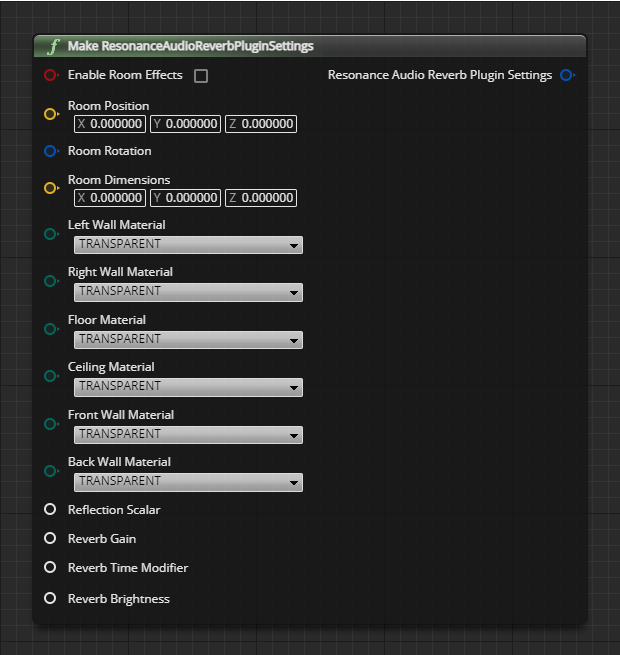 f Make ResonanceAudioReverbPluginSettings
Enable Room Effects Resonance Audio Reverb Plugin Settings
Room Position
X 0.000000 Y 0.000000 Z 0.000000
Room Rotation
Room Dimensions
X 0.000000 Y 0.000000 Z 0.000000
Left Wall Material
TRANSPARENT
Right Wall Material
TRANSPARENT
Floor Material
TRANSPARENT
Ceiling Material
TRANSPARENT
Front Wall Material
TRANSPARENT
Back Wall Material
TRANSPARENT
Reflection Scalar
Reverb Gain
Reverb Time Modifier
Reverb Brightness